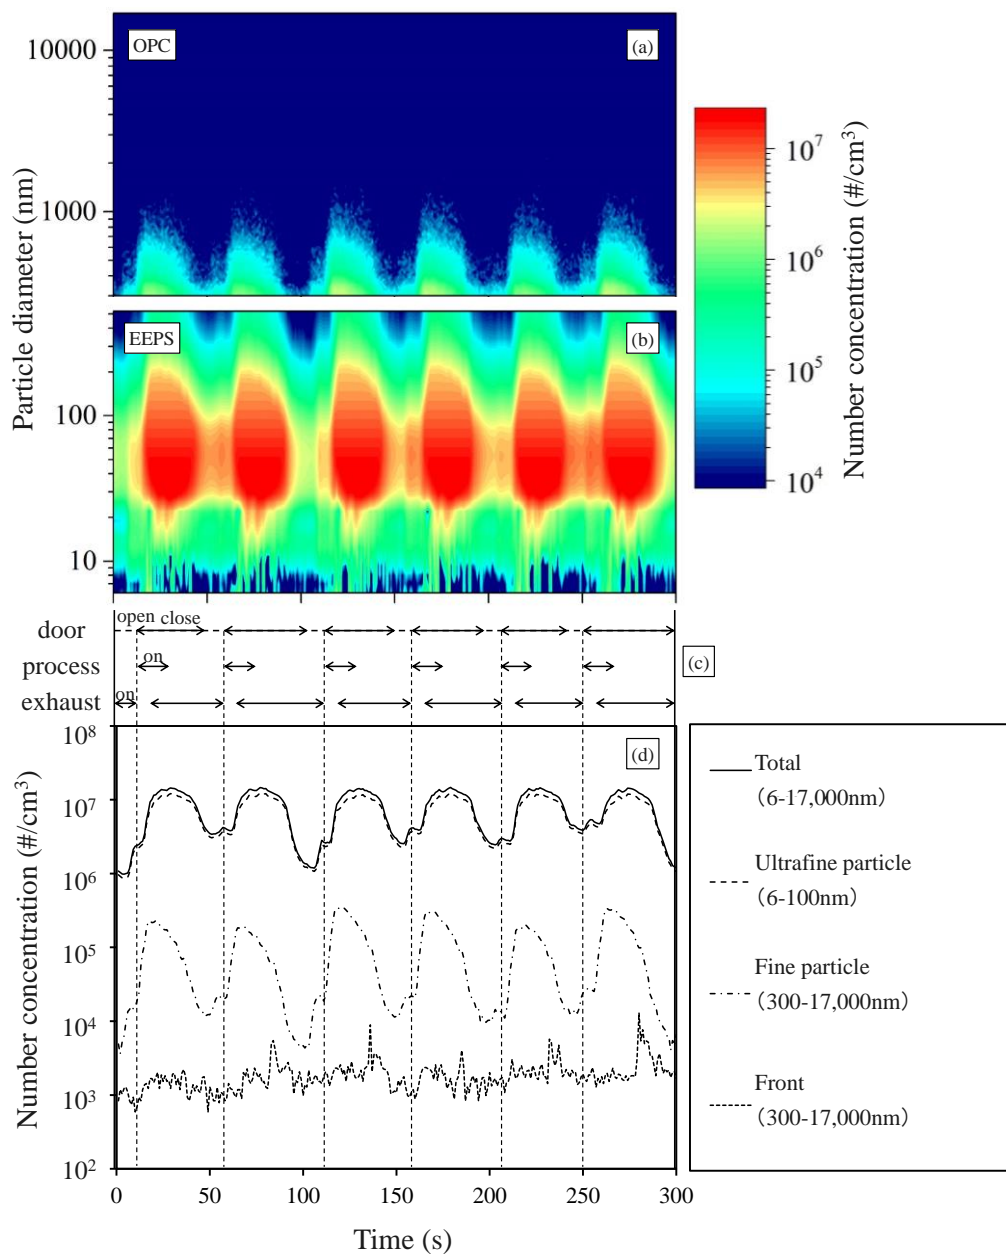 OPC
(a)
10000
1000
Particle diameter (nm)
EEPS
(b)
100
10
10⁷
10⁶
10⁵
10⁴
Number concentration (#/cm³)
door
open close
process
on
(c)
exhaust
on
(d)
10⁸
10⁷
10⁶
10⁵
10⁴
10³
10²
Number concentration (#/cm³)
0 50 100 150 200 250 300
Time (s)
Total
(6-17,000nm)
Ultrafine particle
(6-100nm)
Fine particle
(300-17,000nm)
Front
(300-17,000nm)